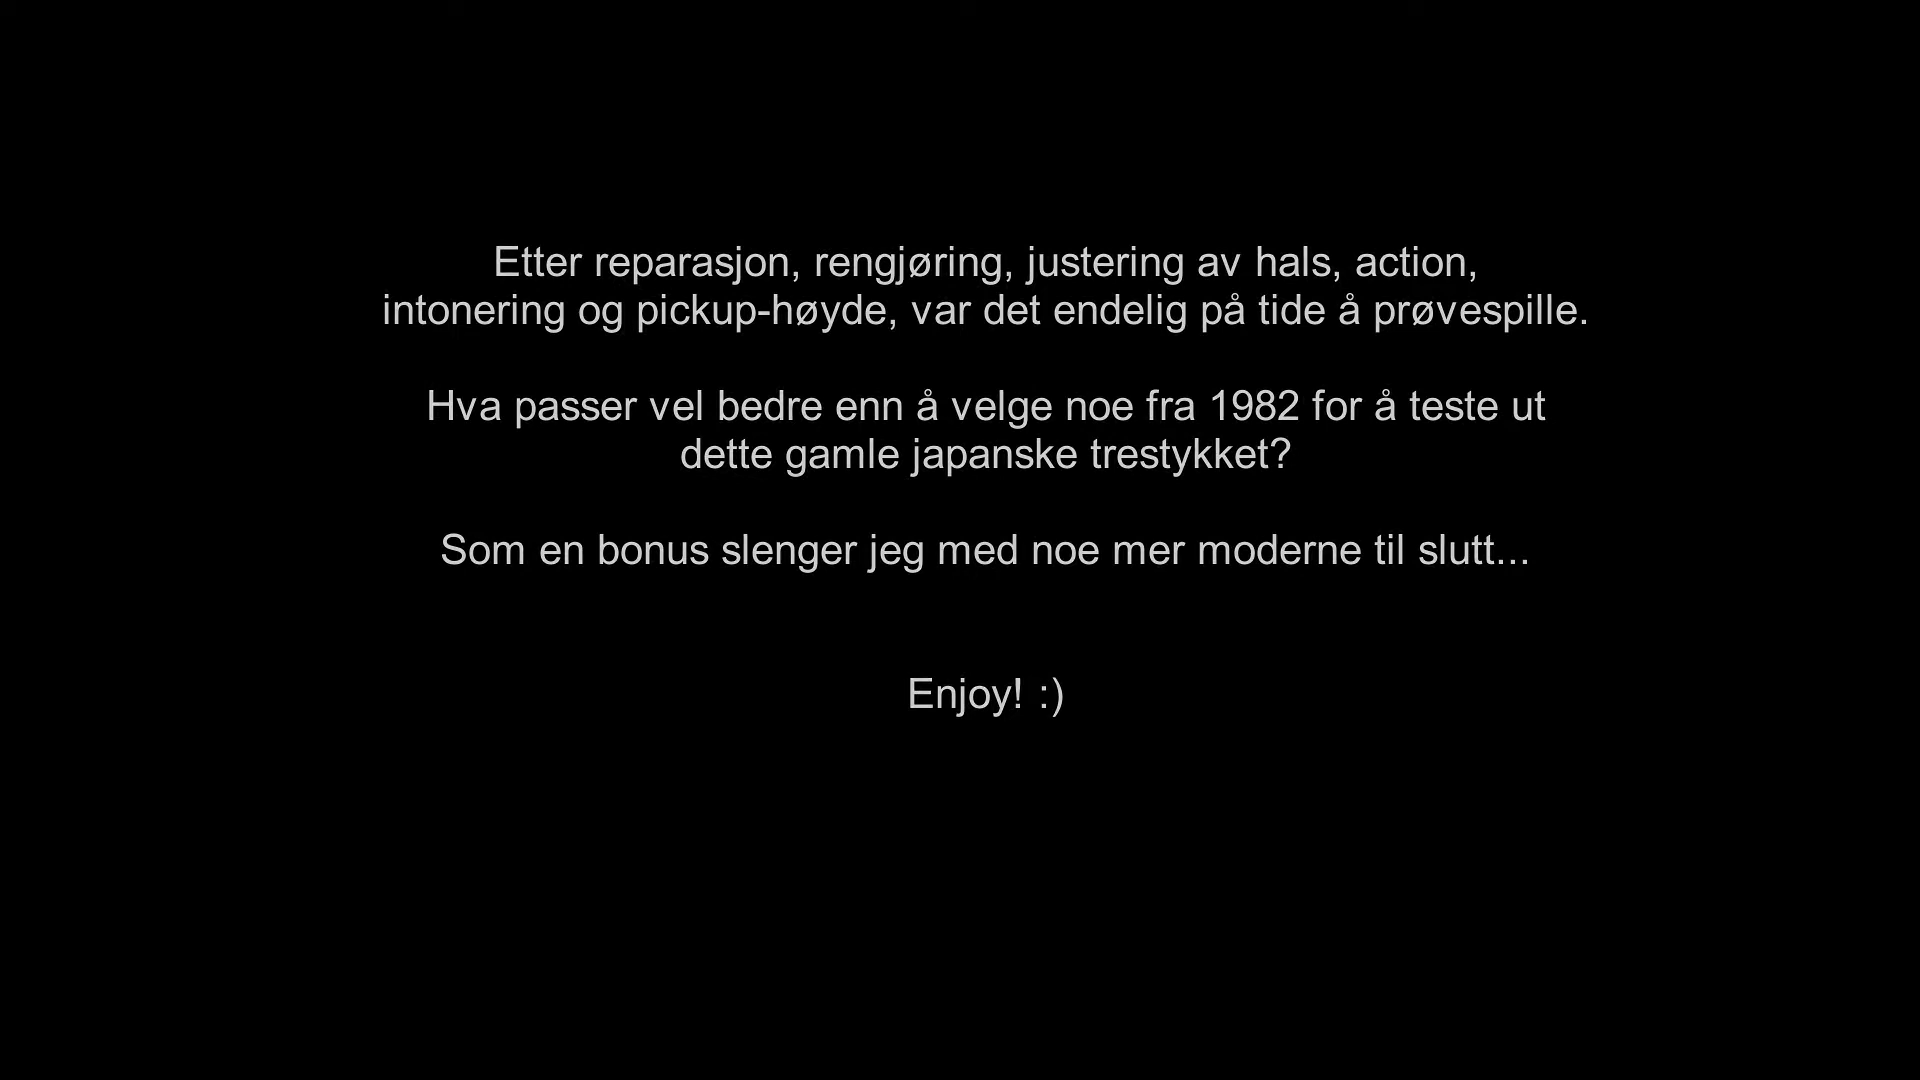 Etter reparasjon, rengjøring, justering av hals, action,
intonering og pickup-høyde, var det endelig på tide å prøvespille.
Hva passer vel bedre enn å velge noe fra 1982 for å teste ut
dette gamle japanske trestykket?
Som en bonus slenger jeg med noe mer moderne til slutt...
Enjoy! :)